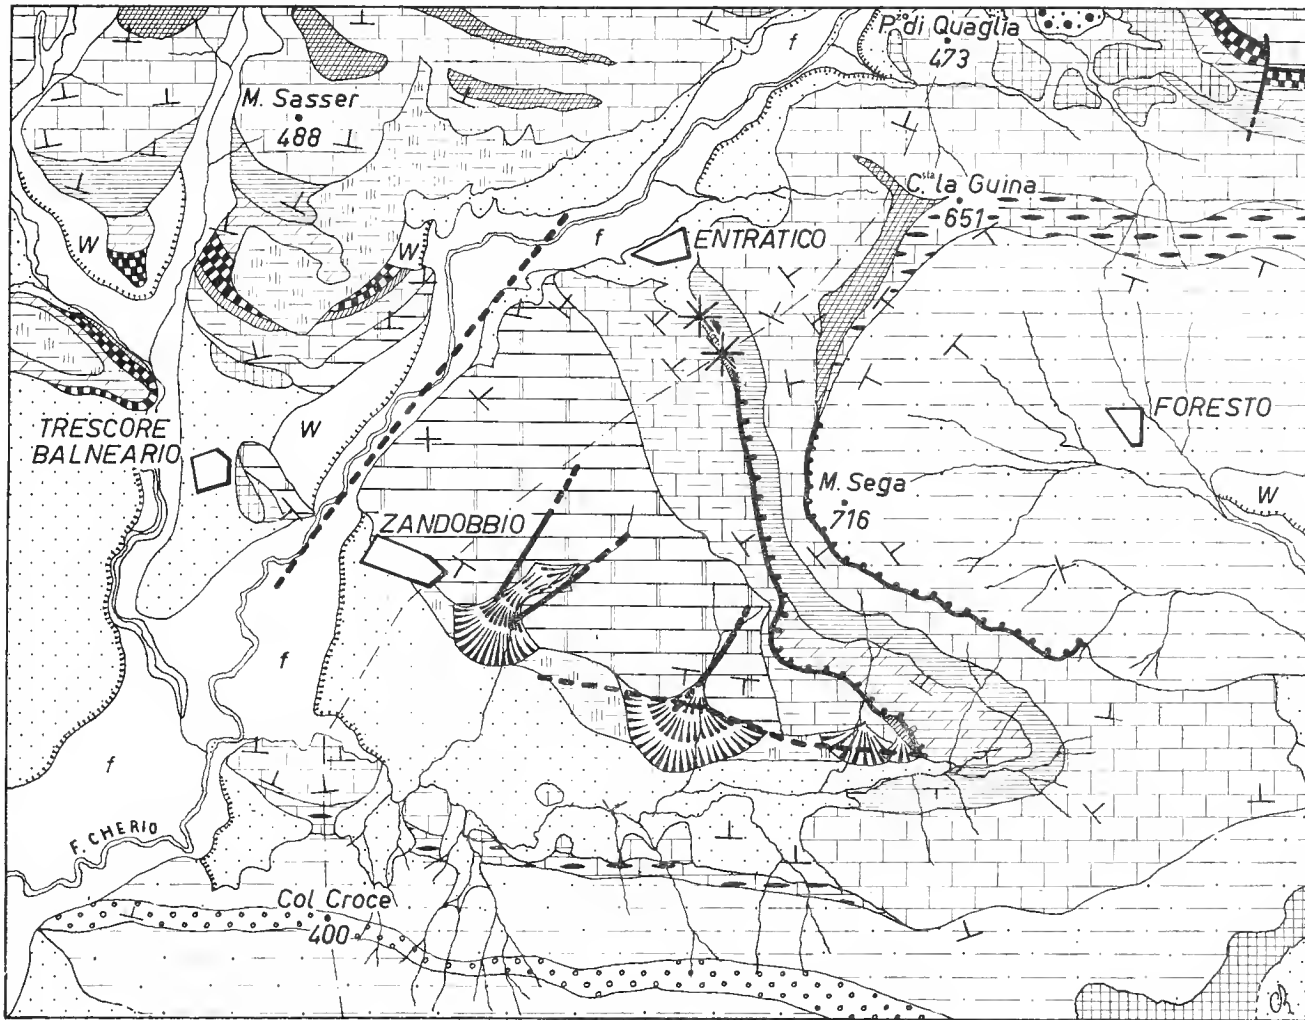 f
Pzo di Quaglia
473
M. Sasser
488
C.sta la Guina
651
W
W
f
ENTRATICO
TRESCORE
BALNEARIO
W
FORESTO
M. Sega
716
W
ZANDOBBIO
f
f
F. CHERIO
Col Croce
400